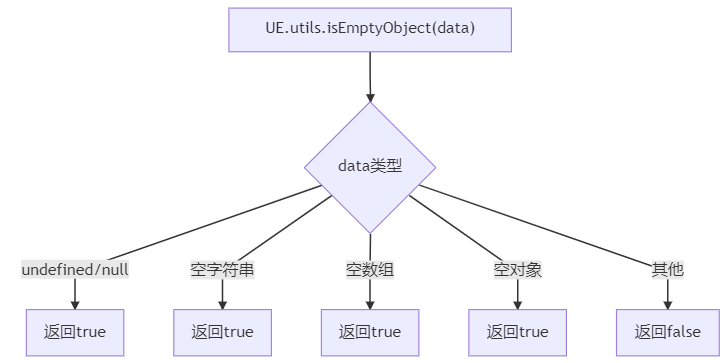 UE.utils.isEmptyObject(data)
data类型
undefined/null
空字符串
空数组
空对象
其他
返回true
返回true
返回true
返回true
返回false